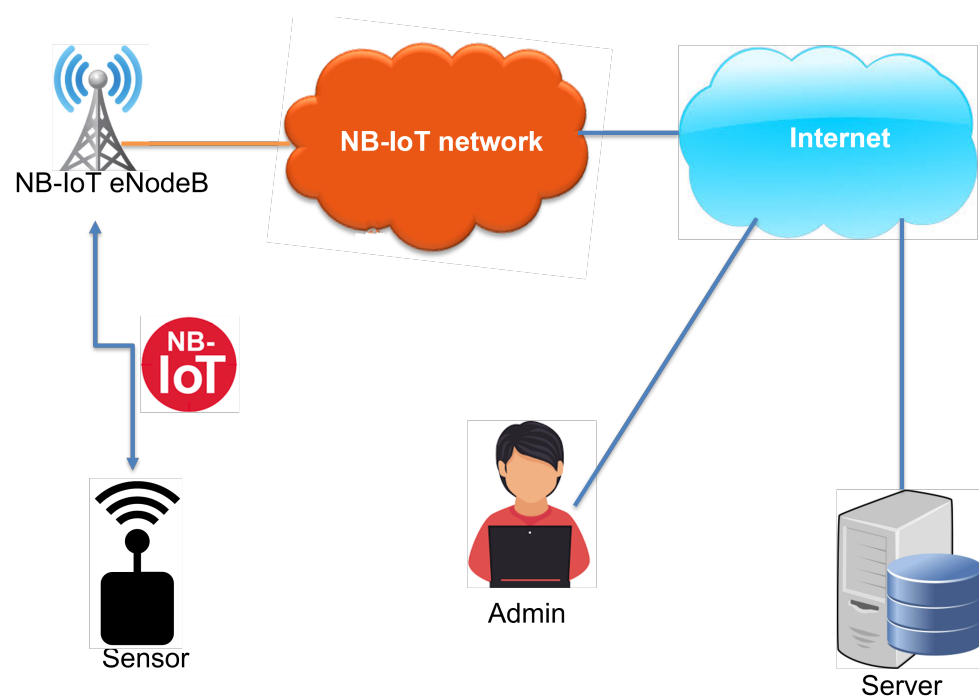 NB-IoT network
Internet
NB-IoT eNodeB
NB-
IoT
Admin
Sensor
Server